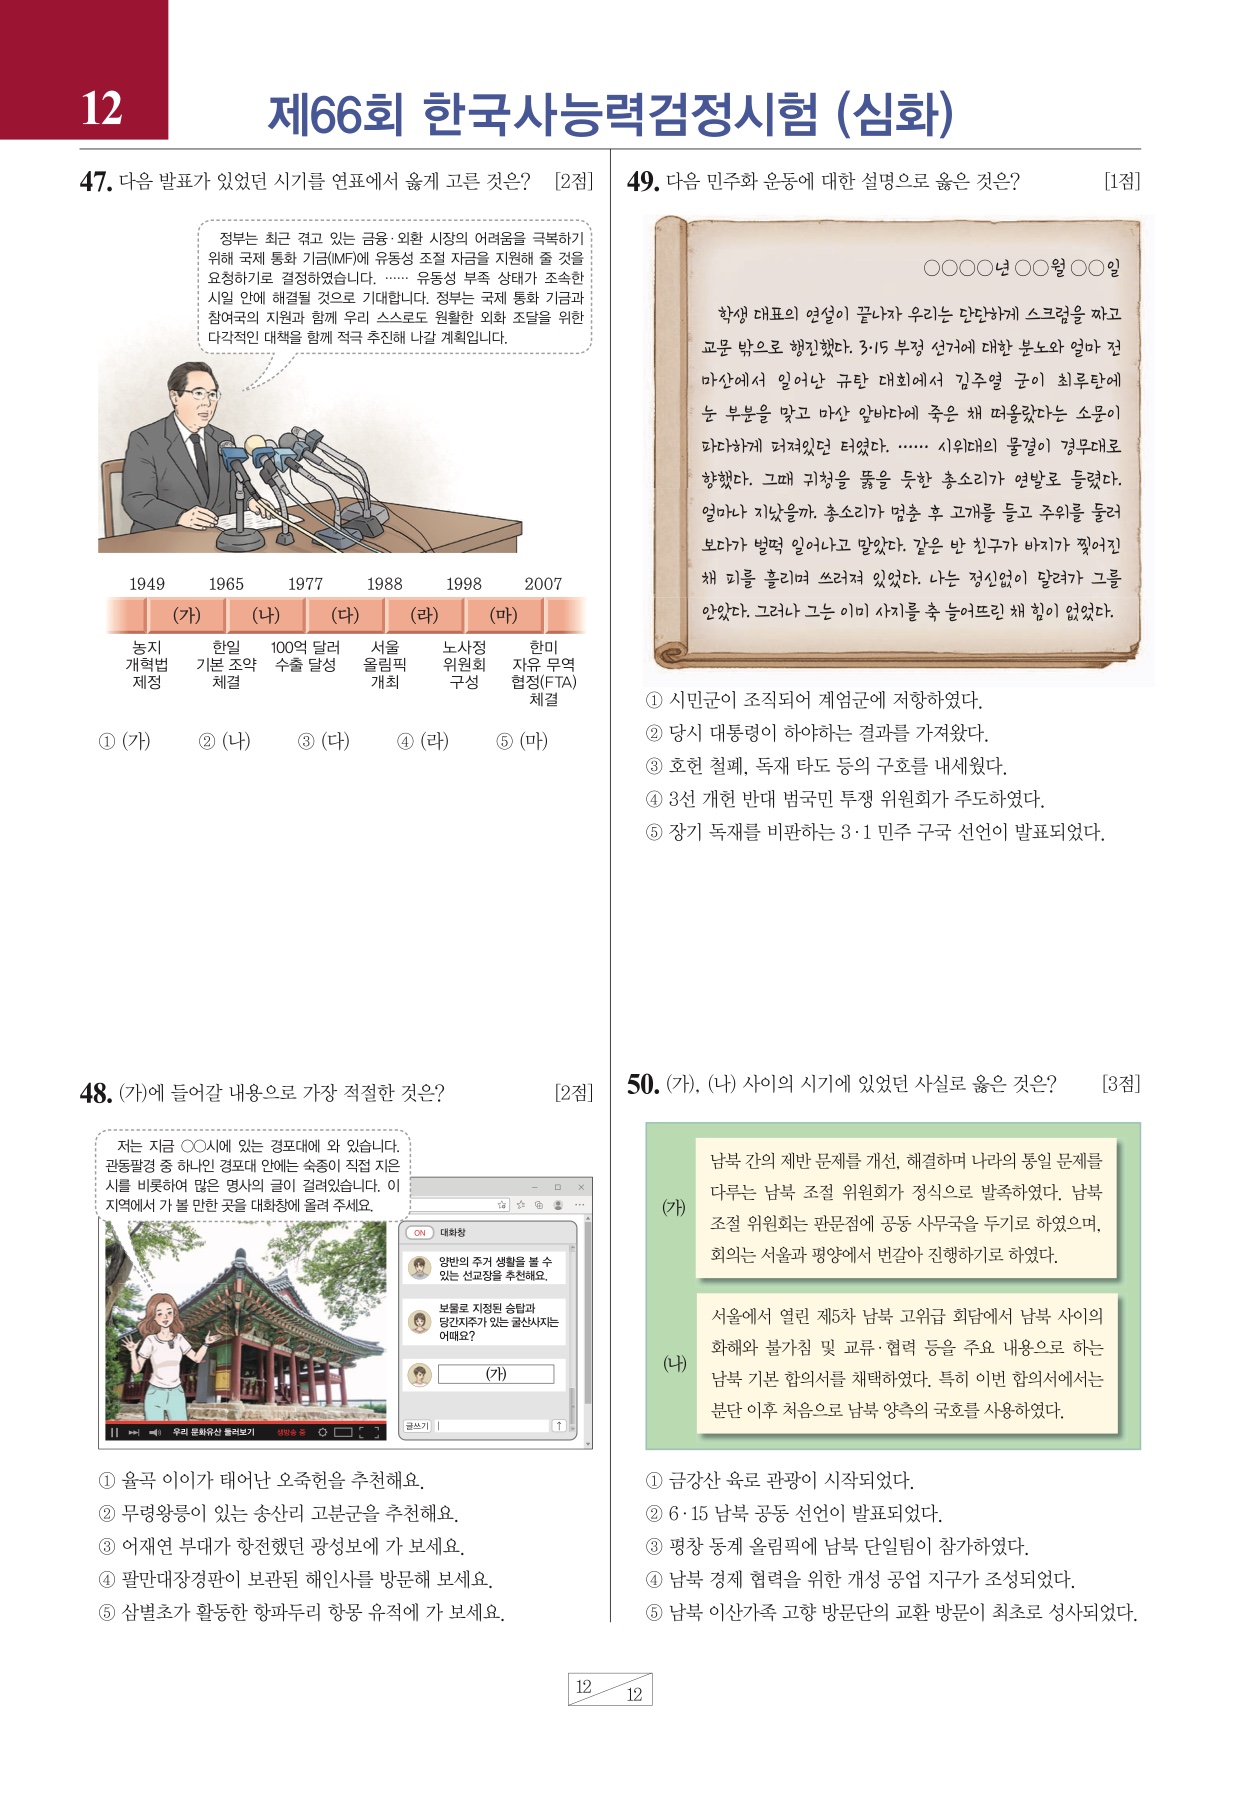 12
제66회 한국사능력검정시험 (심화)
47. 다음 발표가 있었던 시기를 연표에서 옳게 고른 것은? [2점]
정부는 최근 겪고 있는 금융·외환 시장의 어려움을 극복하기
위해 국제 통화 기금(IMF)에 유동성 조절 자금을 지원해 줄 것을
요청하기로 결정하였습니다. …… 유동성 부족 상태가 조속한
시일 안에 해결될 것으로 기대합니다. 정부는 국제 통화 기금과
참여국의 지원과 함께 우리 스스로도 원활한 외화 조달을 위한
다각적인 대책을 함께 적극 추진해 나갈 계획입니다.
1949 1965 1977 1988 1998 2007
(가) (나) (다) (라) (마)
농지 한일 100억 달러 서울 노사정 한미
개혁법 기본 조약 수출 달성 올림픽 위원회 자유 무역
제정 체결 개최 구성 협정(FTA)
체결
① (가) ② (나) ③ (다) ④ (라) ⑤ (마)
48. (가)에 들어갈 내용으로 가장 적절한 것은? [2점]
저는 지금 ○○시에 있는 경포대에 와 있습니다.
관동팔경 중 하나인 경포대 안에는 숙종이 직접 지은
시를 비롯하여 많은 명사의 글이 걸려있습니다. 이
지역에서 가 볼 만한 곳을 대화창에 올려 주세요.
ON 대화창
양반의 주거 생활을 볼 수
있는 선교장을 추천해요.
보물로 지정된 승탑과
당간지주가 있는 굴산사지는
어때요?
(가)
글쓰기
우리 문화유산 둘러보기 생방송 중
① 율곡 이이가 태어난 오죽헌을 추천해요.
② 무령왕릉이 있는 송산리 고분군을 추천해요.
③ 어재연 부대가 항전했던 광성보에 가 보세요.
④ 팔만대장경판이 보관된 해인사를 방문해 보세요.
⑤ 삼별초가 활동한 항파두리 항몽 유적에 가 보세요.
49. 다음 민주화 운동에 대한 설명으로 옳은 것은? [1점]
○○○○년 ○○월 ○○일
학생 대표의 연설이 끝나자 우리는 단단하게 스크럼을 짜고
교문 밖으로 행진했다. 3·15 부정 선거에 대한 분노와 얼마 전
마산에서 일어난 규탄 대회에서 김주열 군이 최루탄에
눈 부분을 맞고 마산 앞바다에 죽은 채 떠올랐다는 소문이
파다하게 퍼져있던 터였다. …… 시위대의 물결이 경무대로
향했다. 그때 귀청을 뚫을 듯한 총소리가 연발로 들렸다.
얼마나 지났을까. 총소리가 멈춘 후 고개를 들고 주위를 둘러
보다가 벌떡 일어나고 말았다. 같은 반 친구가 바지가 찢어진
채 피를 흘리며 쓰러져 있었다. 나는 정신없이 달려가 그를
안았다. 그러나 그는 이미 사지를 축 늘어뜨린 채 힘이 없었다.
① 시민군이 조직되어 계엄군에 저항하였다.
② 당시 대통령이 하야하는 결과를 가져왔다.
③ 호헌 철폐, 독재 타도 등의 구호를 내세웠다.
④ 3선 개헌 반대 범국민 투쟁 위원회가 주도하였다.
⑤ 장기 독재를 비판하는 3·1 민주 구국 선언이 발표되었다.
50. (가), (나) 사이의 시기에 있었던 사실로 옳은 것은? [3점]
(가)
남북 간의 제반 문제를 개선, 해결하며 나라의 통일 문제를
다루는 남북 조절 위원회가 정식으로 발족하였다. 남북
조절 위원회는 판문점에 공동 사무국을 두기로 하였으며,
회의는 서울과 평양에서 번갈아 진행하기로 하였다.
(나)
서울에서 열린 제5차 남북 고위급 회담에서 남북 사이의
화해와 불가침 및 교류·협력 등을 주요 내용으로 하는
남북 기본 합의서를 채택하였다. 특히 이번 합의서에서는
분단 이후 처음으로 남북 양측의 국호를 사용하였다.
① 금강산 육로 관광이 시작되었다.
② 6·15 남북 공동 선언이 발표되었다.
③ 평창 동계 올림픽에 남북 단일팀이 참가하였다.
④ 남북 경제 협력을 위한 개성 공업 지구가 조성되었다.
⑤ 남북 이산가족 고향 방문단의 교환 방문이 최초로 성사되었다.
12 12